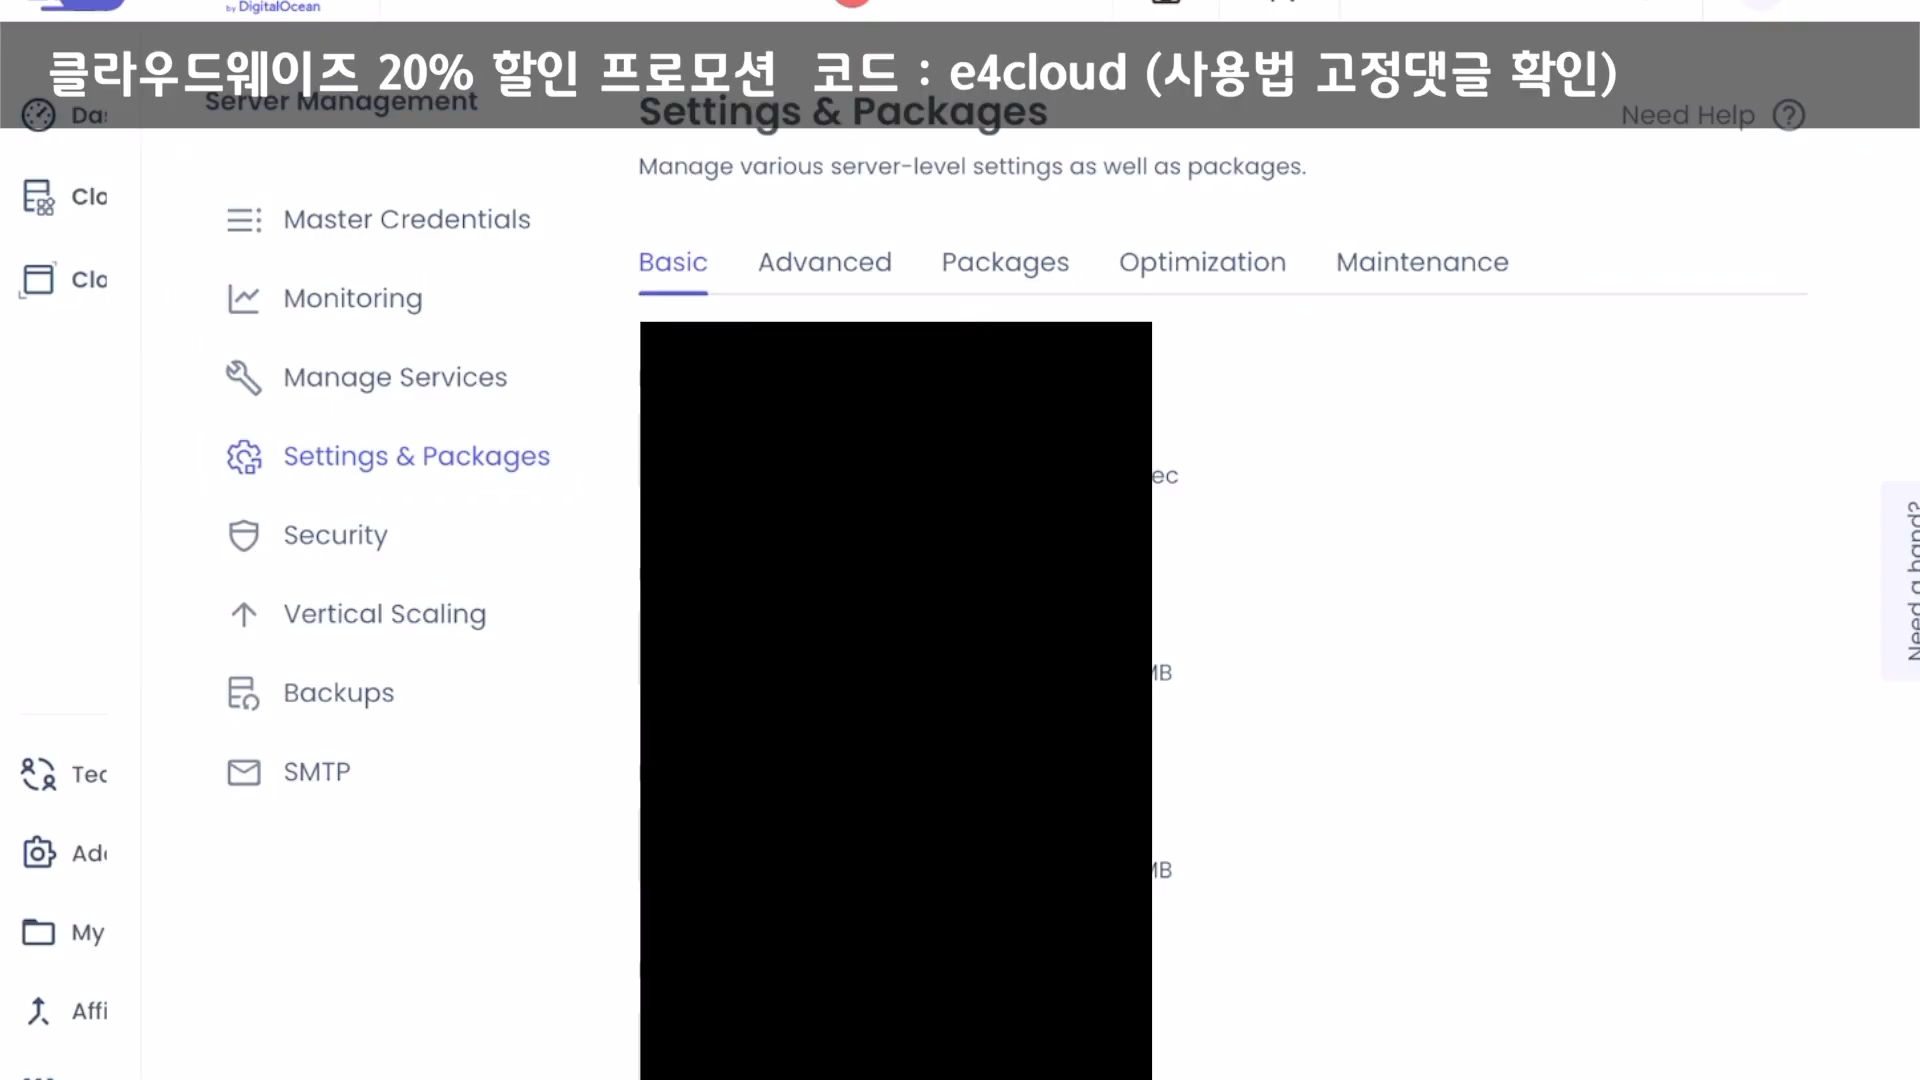 by DigitalOcean
클라우드웨이즈 20% 할인 프로모션 코드 : e4cloud (사용법 고정댓글 확인)
Server Management
Settings & Packages
Need Help
Manage various server-level settings as well as packages.
Clo
Clo
Master Credentials
Monitoring
Manage Services
Settings & Packages
Security
Vertical Scaling
Backups
SMTP
Basic
Advanced
Packages
Optimization
Maintenance
ec
MB
MB
Need a hand?
My
Affi